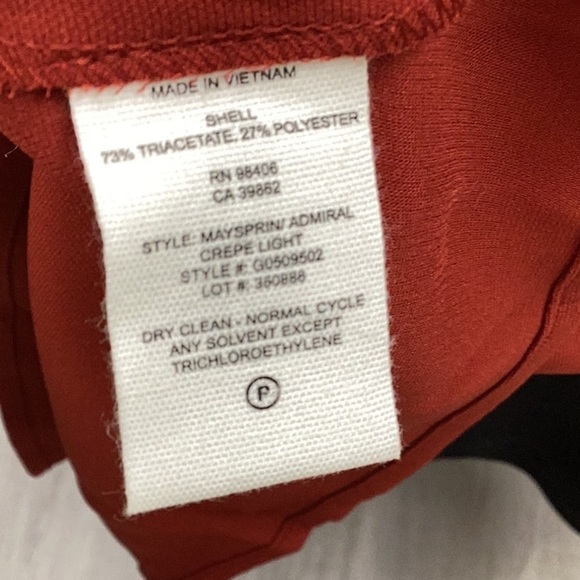 MADE IN VIETNAM
SHELL
73% TRIACETATE, 27% POLYESTER
RN 98406
CA 39862
STYLE: MAYSPRIN/ ADMIRAL
CREPE LIGHT
STYLE #: G0509502
LOT #: 380888
DRY CLEAN - NORMAL CYCLE
ANY SOLVENT EXCEPT
TRICHLOROETHYLENE
P